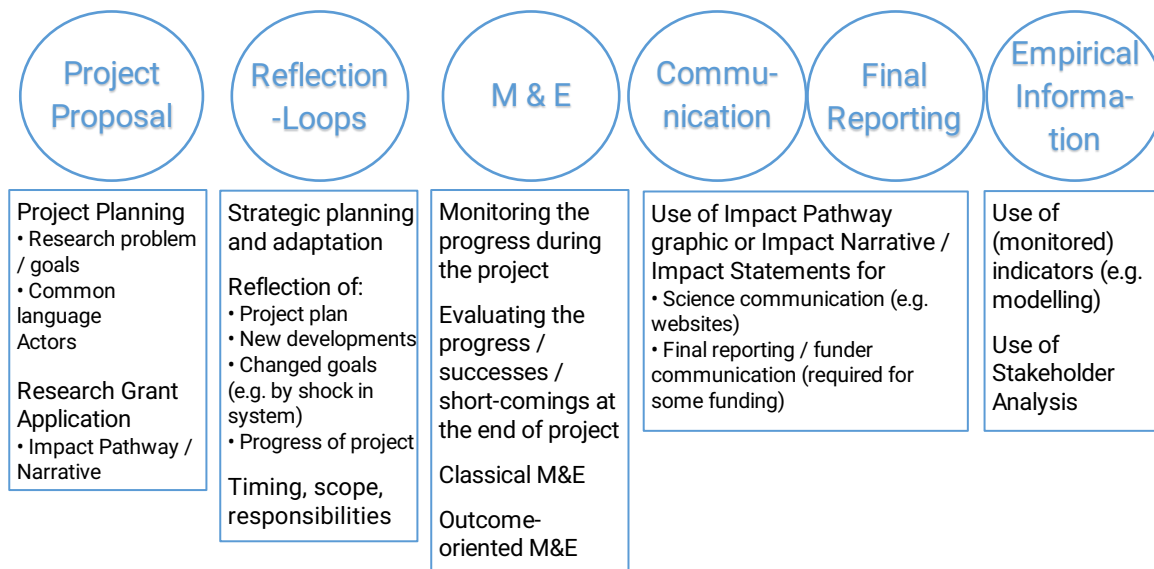 Project
Proposal
Reflection
-Loops
M & E
Commu-
nication
Final
Reporting
Empirical
Informa-
tion
Project Planning
• Research problem
/ goals
• Common
language
Actors
Research Grant
Application
• Impact Pathway /
Narrative
Strategic planning
and adaptation
Reflection of:
• Project plan
• New developments
• Changed goals
(e.g. by shock in
system)
• Progress of project
Timing, scope,
responsibilities
Monitoring the
progress during
the project
Evaluating the
progress /
successes /
short-comings at
the end of project
Classical M&E
Outcome-
oriented M&E
Use of Impact Pathway
graphic or Impact Narrative /
Impact Statements for
• Science communication (e.g.
websites)
• Final reporting / funder
communication (required for
some funding)
Use of
(monitored)
indicators (e.g.
modelling)
Use of
Stakeholder
Analysis